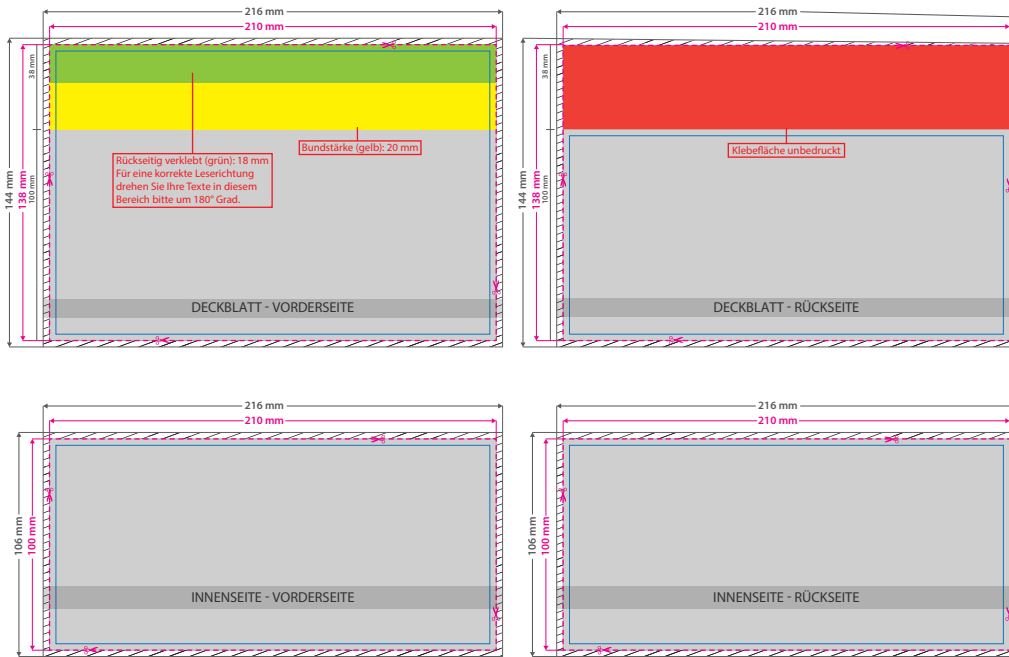 216 mm
210 mm
38 mm
100 mm
144 mm
138 mm
Rückseitig verklebt (grün): 18 mm
Für eine korrekte Leserichtung
drehen Sie Ihre Texte in diesem
Bereich bitte um 180° Grad.
Bundstärke (gelb): 20 mm
DECKBLATT - VORDERSEITE
216 mm
210 mm
38 mm
100 mm
144 mm
138 mm
Klebefläche unbedruckt
DECKBLATT - RÜCKSEITE
216 mm
210 mm
106 mm
100 mm
INNENSEITE - VORDERSEITE
216 mm
210 mm
106 mm
100 mm
INNENSEITE - RÜCKSEITE